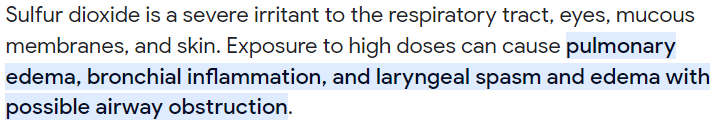 Sulfur dioxide is a severe irritant to the respiratory tract, eyes, mucous
membranes, and skin. Exposure to high doses can cause pulmonary
edema, bronchial inflammation, and laryngeal spasm and edema with
possible airway obstruction.